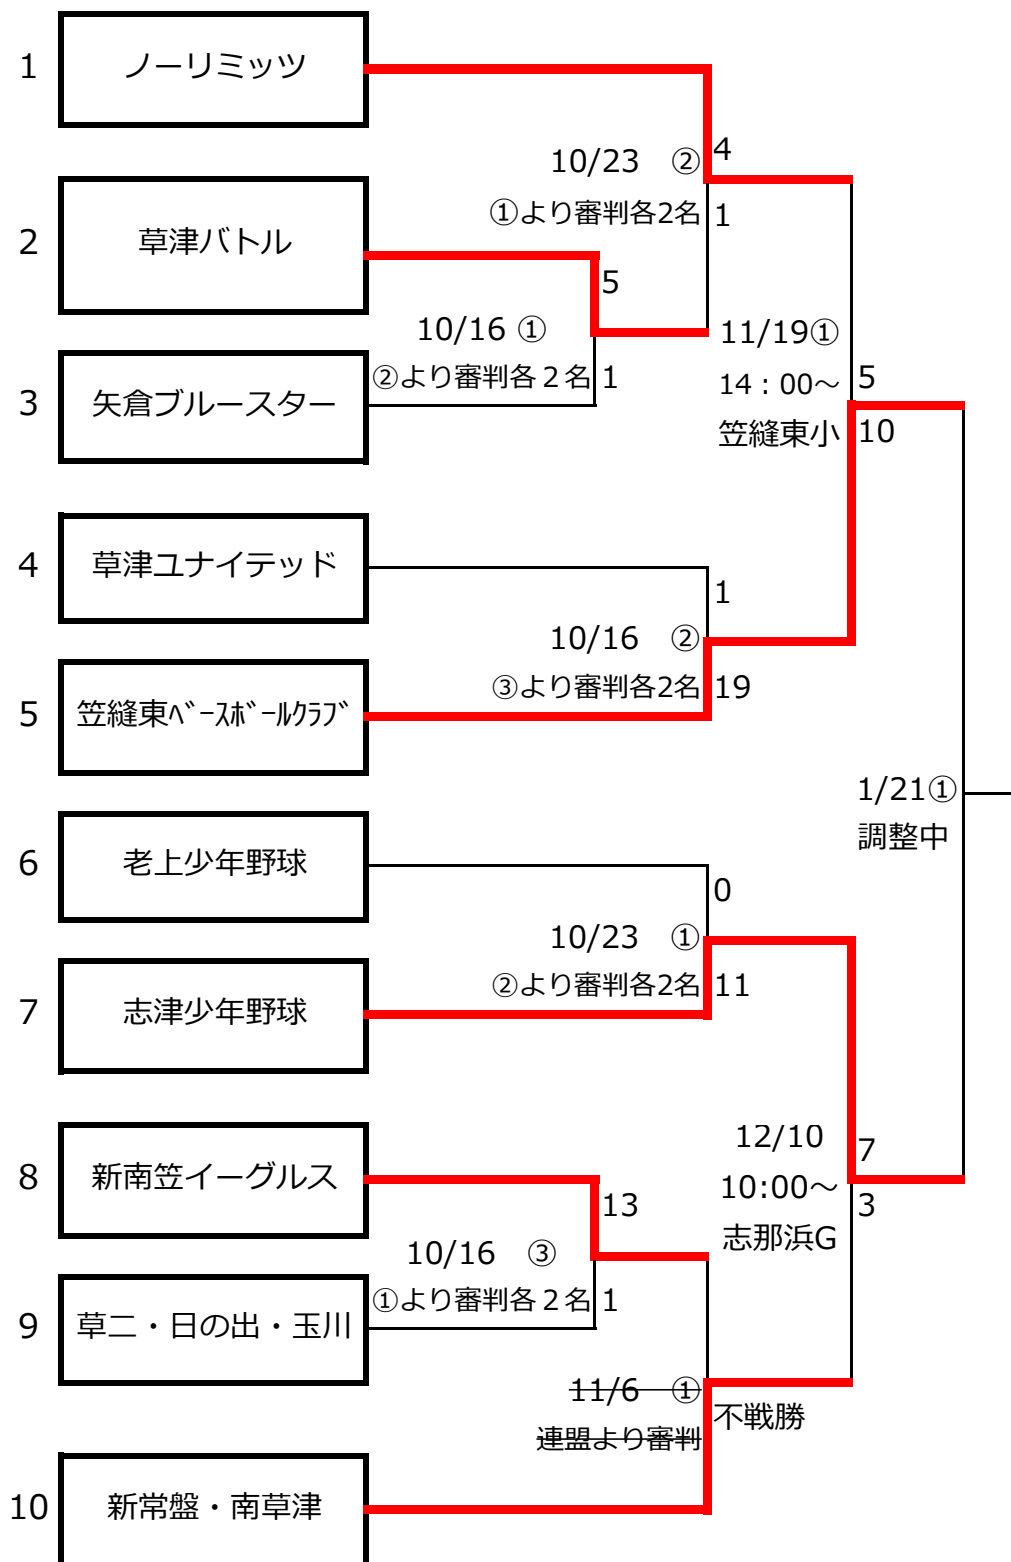 1
ノーリミッツ
10/23 ②
4
①より審判各2名
1
2
草津バトル
5
10/16 ①
②より審判各２名
1
3
矢倉ブルースター
11/19①
14：00～
笠縫東小
5
10
4
草津ユナイテッド
1
10/16 ②
③より審判各2名
19
5
笠縫東ﾍﾞｰｽﾎﾞｰﾙｸﾗﾌﾞ
1/21①
調整中
6
老上少年野球
0
10/23 ①
②より審判各2名
11
7
志津少年野球
12/10
10:00～
志那浜G
7
3
8
新南笠イーグルス
13
10/16 ③
①より審判各２名
1
9
草二・日の出・玉川
11/6 ①
連盟より審判
不戦勝
10
新常盤・南草津